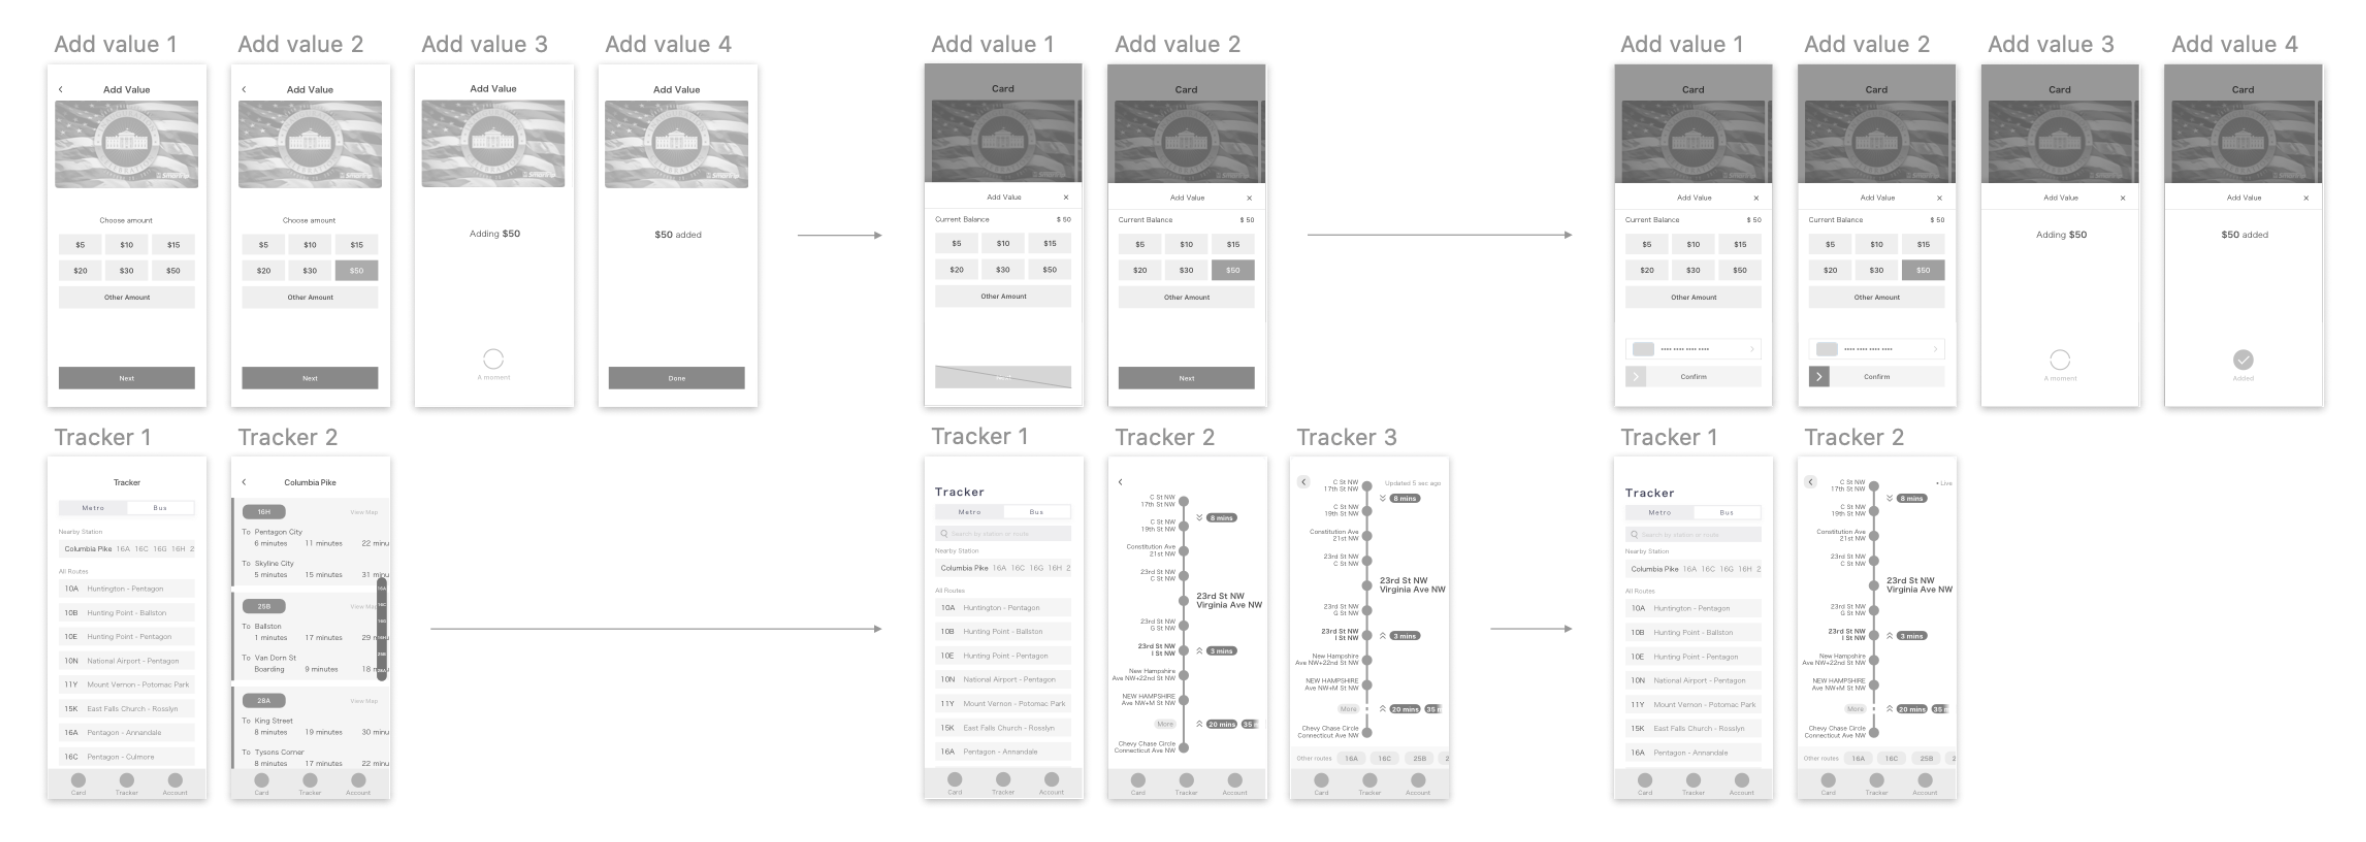 Add value 1
Add Value
Choose amount
$5 $10 $15
$20 $30 $50
Other Amount
Next
Add value 2
Add Value
Choose amount
$5 $10 $15
$20 $30 $50
Other Amount
Next
Add value 3
Add Value
Adding $50
A moment
Add value 4
Add Value
$50 added
Done
Add value 1
Card
Add Value ×
Current Balance $ 50
$5 $10 $15
$20 $30 $50
Other Amount
Add value 2
Card
Add Value ×
Current Balance $ 50
$5 $10 $15
$20 $30 $50
Other Amount
Next
Add value 1
Card
Add Value ×
Current Balance $ 50
$5 $10 $15
$20 $30 $50
Other Amount
•••• •••• •••• ••••
Confirm
Add value 2
Card
Add Value ×
Current Balance $ 50
$5 $10 $15
$20 $30 $50
Other Amount
•••• •••• •••• ••••
Confirm
Add value 3
Card
Add Value ×
Adding $50
A moment
Add value 4
Card
Add Value ×
$50 added
Added
Tracker 1
Tracker
Metro Bus
Nearby Station
Columbia Pike 16A 16C 16G 16H 2
All Routes
10A Huntington - Pentagon
10B Hunting Point - Ballston
10E Hunting Point - Pentagon
10N National Airport - Pentagon
11Y Mount Vernon - Potomac Park
15K East Falls Church - Rosslyn
16A Pentagon - Annandale
16C Pentagon - Culmore
Card Tracker Account
Tracker 2
Columbia Pike
16H View Map
To Pentagon City
6 minutes 11 minutes 22 minu
To Skyline City
5 minutes 15 minutes 31 minu
25B View Map
To Ballston
1 minutes 17 minutes 29 m
To Van Dorn St
Boarding 9 minutes 18 m
28A View Map
To King Street
8 minutes 19 minutes 30 minu
To Tysons Corner
8 minutes 17 minutes 22 minu
Card Tracker Account
Tracker 1
Tracker
Metro Bus
Search by station or route
Nearby Station
Columbia Pike 16A 16C 16G 16H 2
All Routes
10A Huntington - Pentagon
10B Hunting Point - Ballston
10E Hunting Point - Pentagon
10N National Airport - Pentagon
11Y Mount Vernon - Potomac Park
15K East Falls Church - Rosslyn
16A Pentagon - Annandale
Card Tracker Account
Tracker 2
C St NW
17th St NW
8 mins
C St NW
19th St NW
Constitution Ave
21st NW
23rd St NW
C St NW
23rd St NW
Virginia Ave NW
23rd St NW
G St NW
23rd St NW
I St NW
3 mins
New Hampshire
Ave NW+22nd St NW
NEW HAMPSHIRE
Ave NW+M St NW
More 20 mins 35 m
Chevy Chase Circle
Connecticut Ave NW
Card Tracker Account
Tracker 3
Updated 5 sec ago
C St NW
17th St NW
8 mins
C St NW
19th St NW
Constitution Ave
21st NW
23rd St NW
C St NW
23rd St NW
Virginia Ave NW
23rd St NW
G St NW
23rd St NW
I St NW
3 mins
New Hampshire
Ave NW+22nd St NW
NEW HAMPSHIRE
Ave NW+M St NW
More 20 mins 35 m
Chevy Chase Circle
Connecticut Ave NW
Other routes 16A 16C 25B 2
Card Tracker Account
Tracker 1
Tracker
Metro Bus
Search by station or route
Nearby Station
Columbia Pike 16A 16C 16G 16H 2
All Routes
10A Huntington - Pentagon
10B Hunting Point - Ballston
10E Hunting Point - Pentagon
10N National Airport - Pentagon
11Y Mount Vernon - Potomac Park
15K East Falls Church - Rosslyn
16A Pentagon - Annandale
Card Tracker Account
Tracker 2
• Live
C St NW
17th St NW
8 mins
C St NW
19th St NW
Constitution Ave
21st NW
23rd St NW
C St NW
23rd St NW
Virginia Ave NW
23rd St NW
G St NW
23rd St NW
I St NW
3 mins
New Hampshire
Ave NW+22nd St NW
NEW HAMPSHIRE
Ave NW+M St NW
More 20 mins 35 m
Chevy Chase Circle
Connecticut Ave NW
Other routes 16A 16C 25B 2
Card Tracker Account